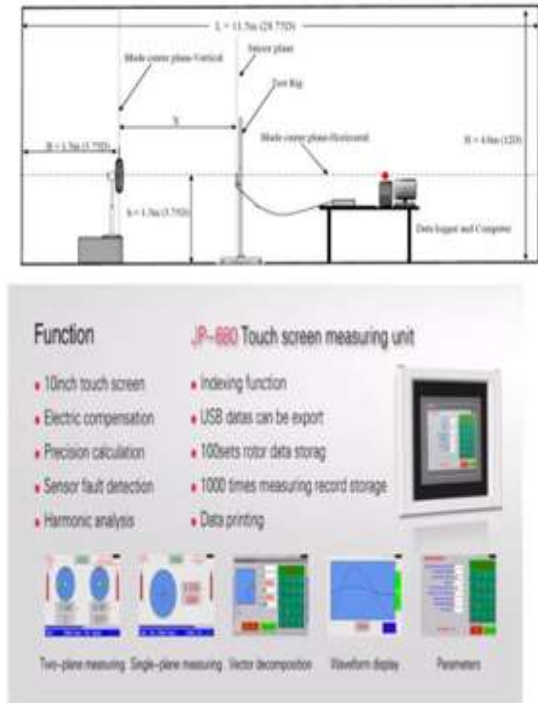 L = 11.5m (28.75D)
Blade center plane-Vertical
Sensor plane
Test Rig
X
Blade center plane-Horizontal
B = 1.5m (3.75D)
H = 4.8m (12D)
h = 1.5m (3.75D)
Data logger and Computer
Function
JP-680 Touch screen measuring unit
10inch touch screen
Indexing function
Electric compensation
USB datas can be export
Precision calculation
100sets rotor data storag
Sensor fault detection
1000 times measuring record storage
Harmonic analysis
Data printing
Two-plane measuring
Single-plane measuring
Vector decomposition
Waveform display
Parameters